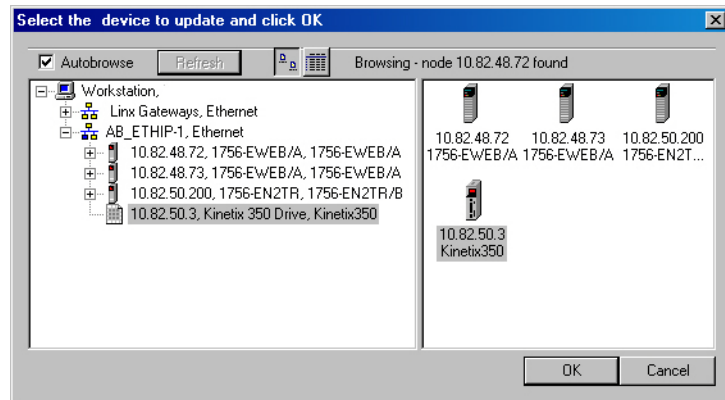 Select the device to update and click OK
Autobrowse
Refresh
Browsing - node 10.82.48.72 found
Workstation,
Linx Gateways, Ethernet
AB_ETHIP-1, Ethernet
10.82.48.72, 1756-EWEB/A, 1756-EWEB/A
10.82.48.73, 1756-EWEB/A, 1756-EWEB/A
10.82.50.200, 1756-EN2TR, 1756-EN2TR/B
10.82.50.3, Kinetix 350 Drive, Kinetix350
10.82.48.72
1756-EWEB/A
10.82.48.73
1756-EWEB/A
10.82.50.200
1756-EN2T...
10.82.50.3
Kinetix350
OK
Cancel